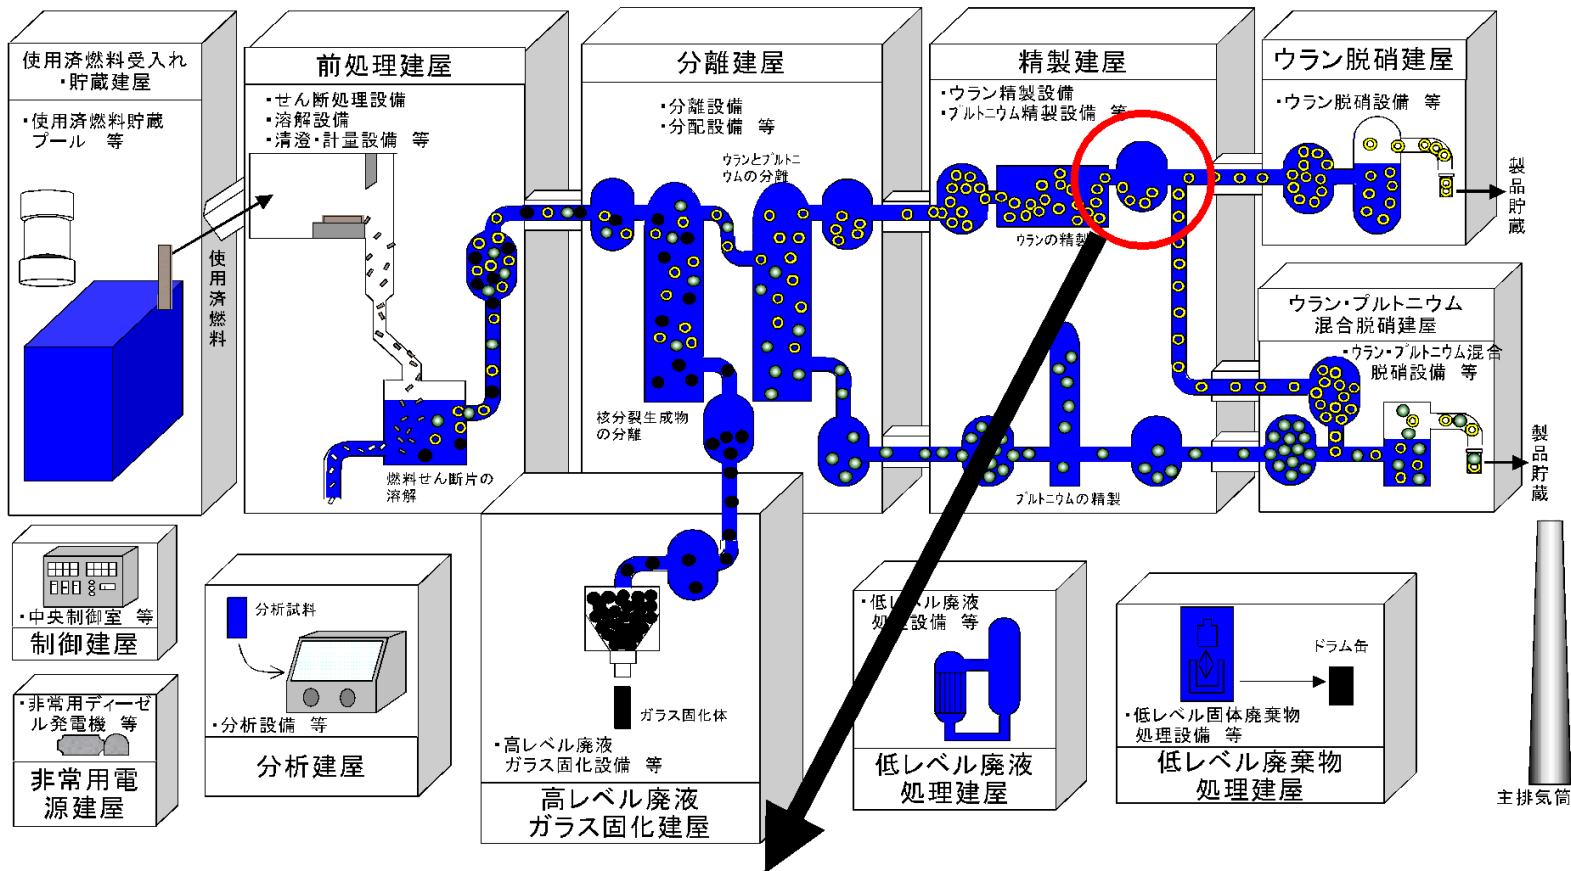 使用済燃料受入れ
・貯蔵建屋
・使用済燃料貯蔵
プール 等
使用済燃料
前処理建屋
・せん断処理設備
・溶解設備
・清澄・計量設備 等
燃料せん断片の
溶解
分離建屋
・分離設備
・分配設備 等
ウランとプルトニ
ウムの分離
核分裂生成物
の分離
精製建屋
・ウラン精製設備
・プルトニウム精製設備 等
ウランの精製
プルトニウムの精製
ウラン脱硝建屋
・ウラン脱硝設備 等
製品貯蔵
ウラン・プルトニウム
混合脱硝建屋
・ウラン・プルトニウム混合
脱硝設備 等
製品貯蔵
・中央制御室 等
制御建屋
・非常用ディーゼ
ル発電機 等
非常用電
源建屋
分析試料
・分析設備 等
分析建屋
ガラス固化体
・高レベル廃液
ガラス固化設備 等
高レベル廃液
ガラス固化建屋
・低レベル廃液
処理設備 等
低レベル廃液
処理建屋
ドラム缶
・低レベル固体廃棄物
処理設備 等
低レベル廃棄物
処理建屋
主排気筒